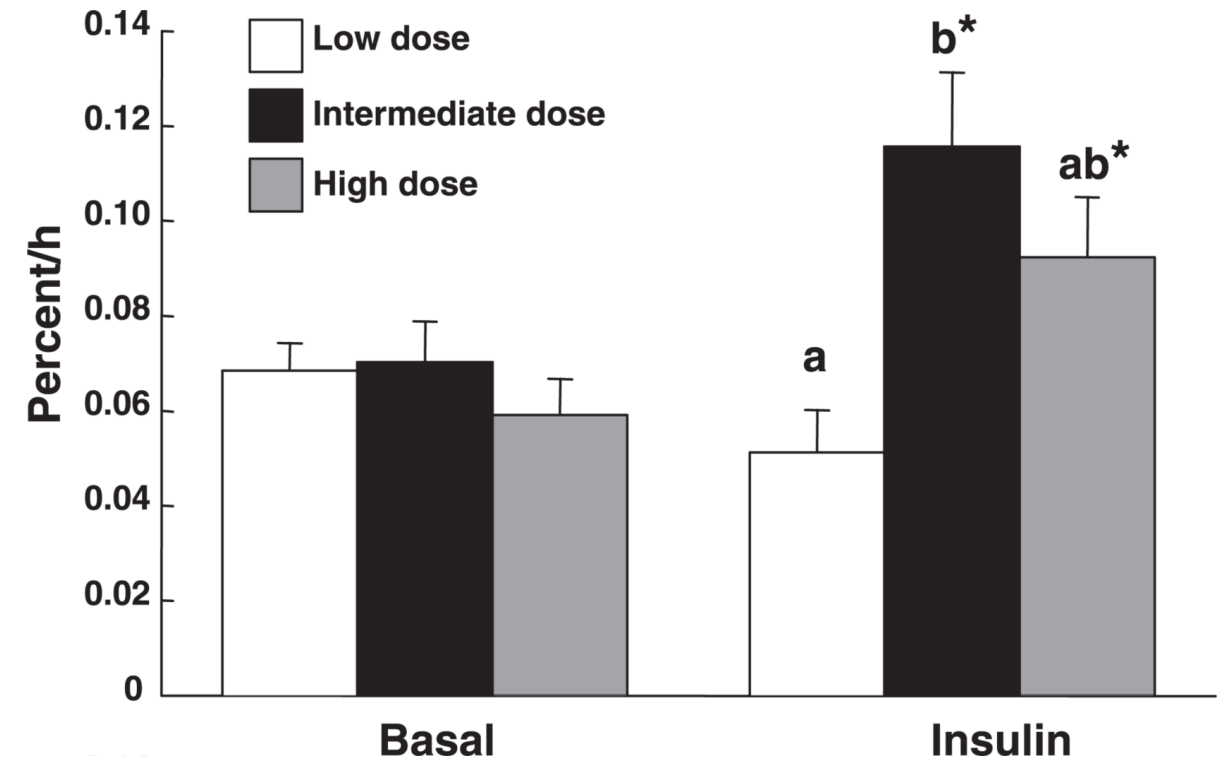 Percent/h
0.14
0.12
0.10
0.08
0.06
0.04
0.02
0
Low dose
Intermediate dose
High dose
a
b*
ab*
Basal
Insulin